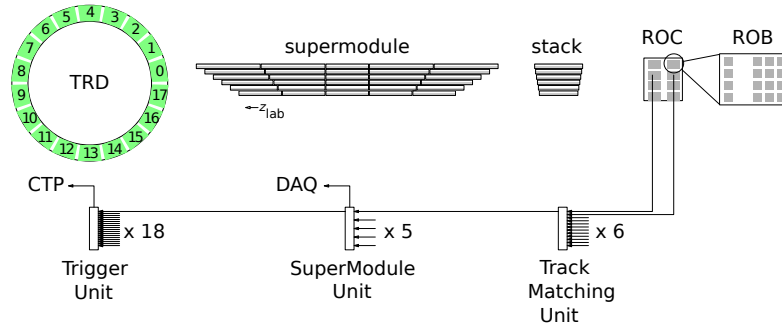 4
5
3
6
2
7
1
8
TRD
0
9
17
10
16
11
15
12
14
13
supermodule
stack
ROC
ROB
z lab
CTP
DAQ
x 18
x 5
x 6
Trigger
Unit
SuperModule
Unit
Track
Matching
Unit